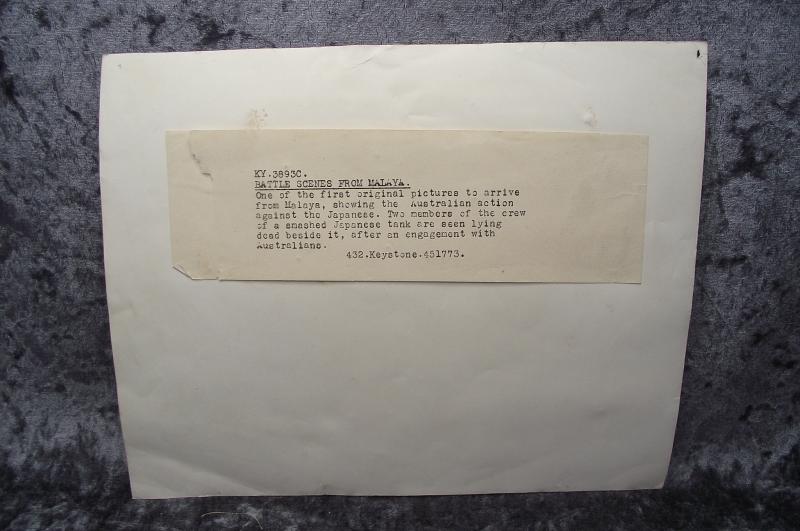 KY.3893C.
BATTLE SCENES FROM MALAYA.
One of the first original pictures to arrive
from Malaya, showing the Australian action
against the Japanese. Two members of the crew
of a smashed Japanese tank are seen lying
dead beside it, after an engagement with
Australians.
432.Keystone.451773.